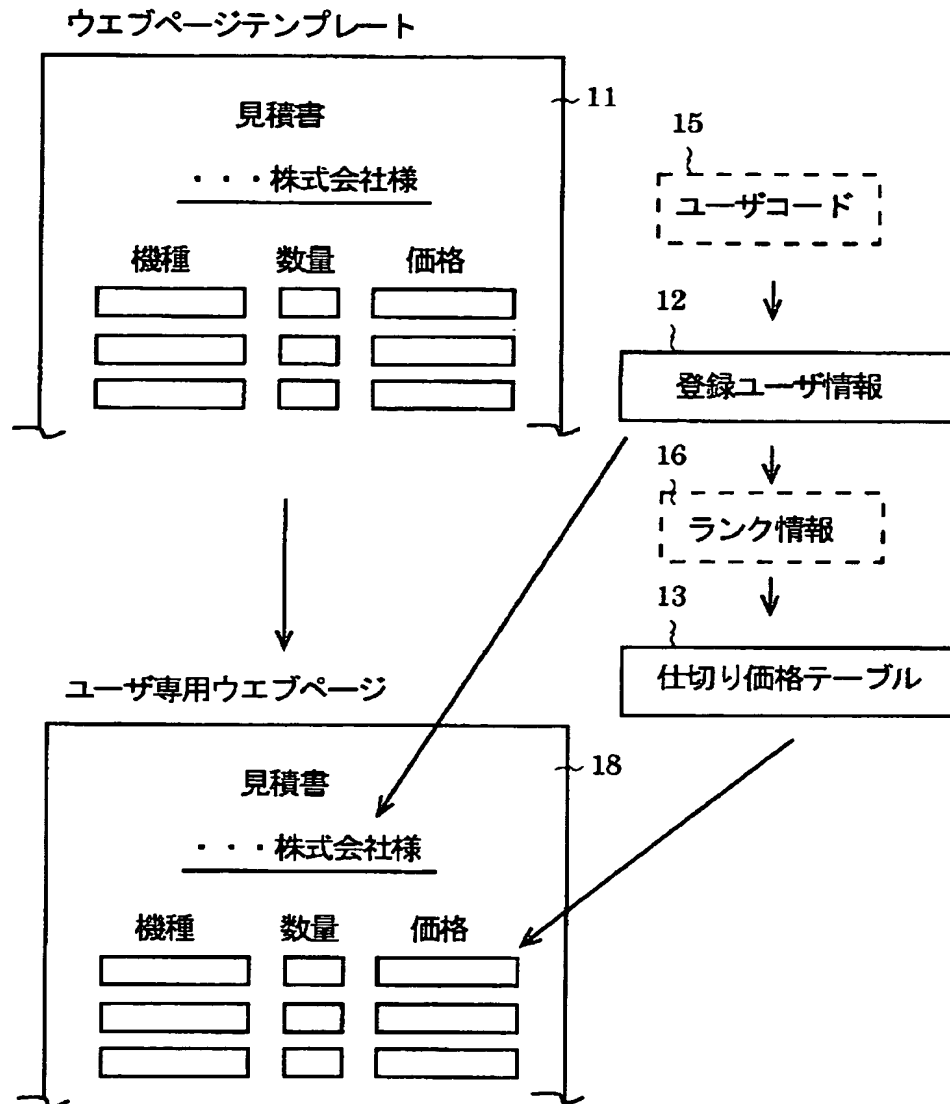 ウエブページテンプレート
11
見積書
・・・株式会社様
機種 数量 価格
15
ユーザコード
12
登録ユーザ情報
16
ランク情報
13
仕切り価格テーブル
ユーザ専用ウエブページ
18
見積書
・・・株式会社様
機種 数量 価格